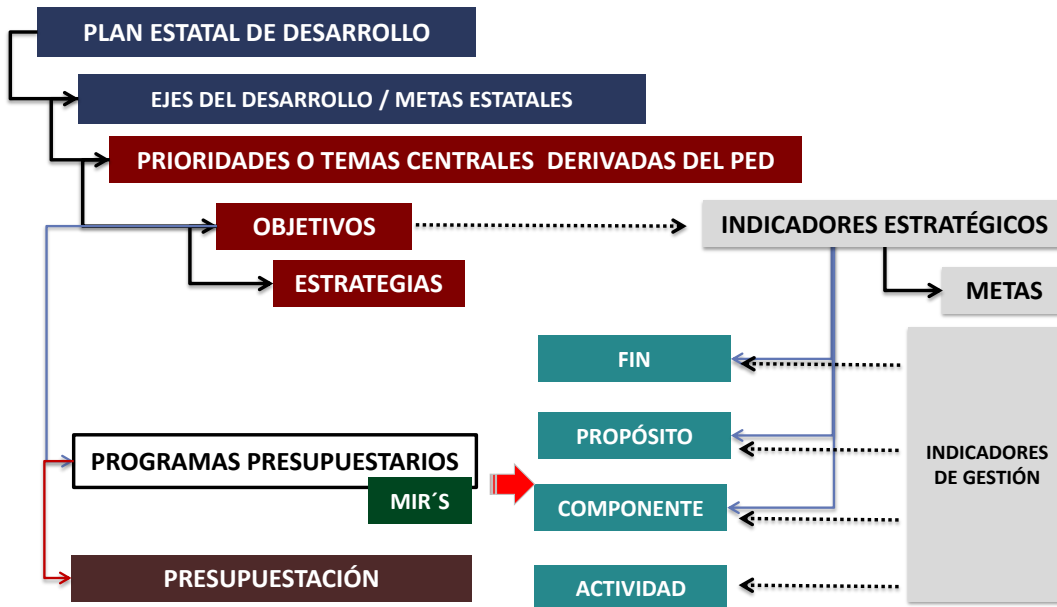 PLAN ESTATAL DE DESARROLLO
EJES DEL DESARROLLO / METAS ESTATALES
PRIORIDADES O TEMAS CENTRALES DERIVADAS DEL PED
OBJETIVOS
INDICADORES ESTRATÉGICOS
ESTRATEGIAS
METAS
FIN
PROPÓSITO
INDICADORES
DE GESTIÓN
PROGRAMAS PRESUPUESTARIOS
MIR´S
COMPONENTE
PRESUPUESTACIÓN
ACTIVIDAD